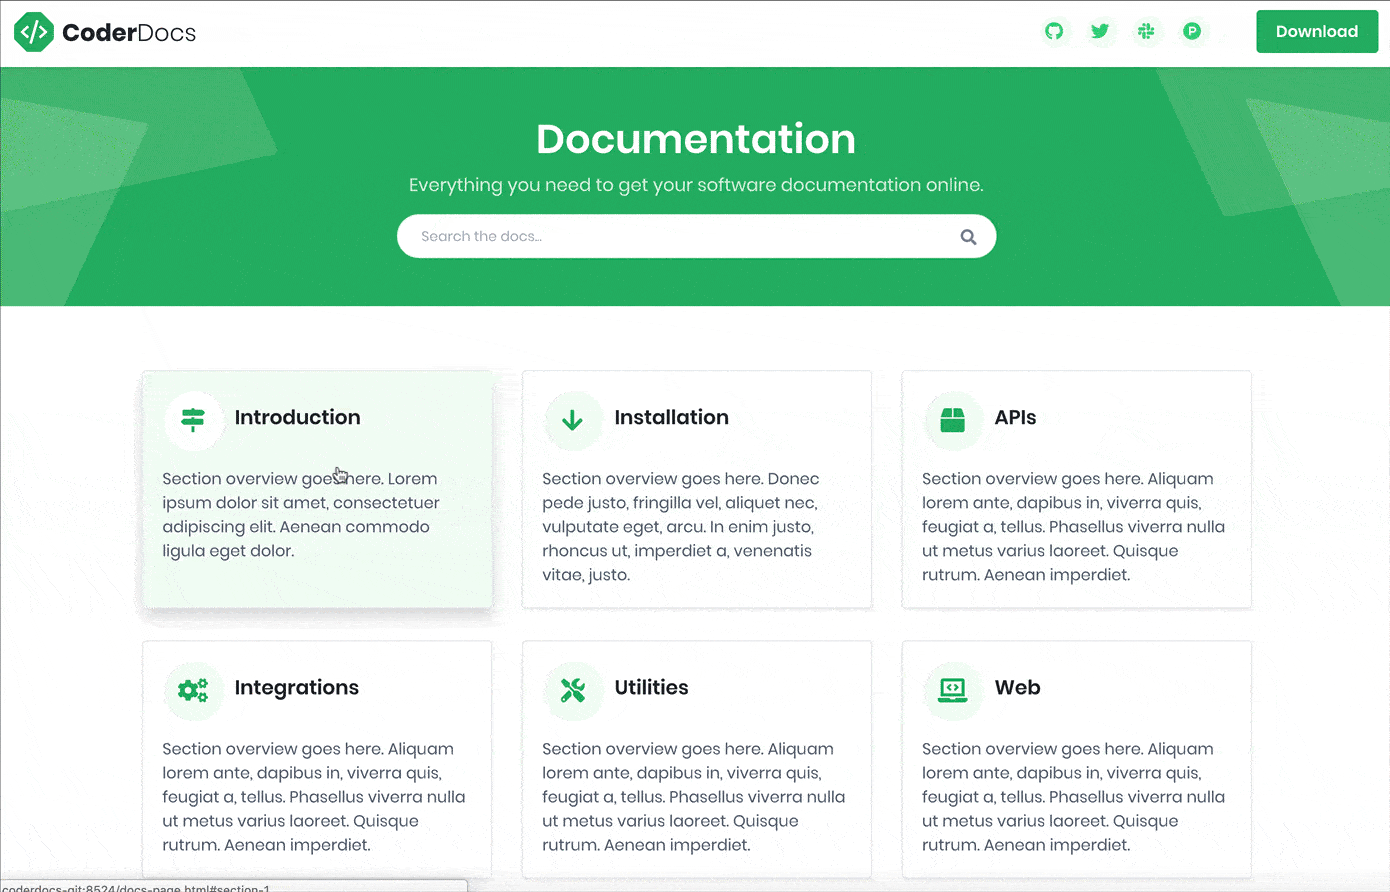 CoderDocs
Download
Documentation
Everything you need to get your software documentation online.
Search the docs...
Introduction
Section overview goes here. Lorem
ipsum dolor sit amet, consectetuer
adipiscing elit. Aenean commodo
ligula eget dolor.
Installation
Section overview goes here. Donec
pede justo, fringilla vel, aliquet nec,
vulputate eget, arcu. In enim justo,
rhoncus ut, imperdiet a, venenatis
vitae, justo.
APIs
Section overview goes here. Aliquam
lorem ante, dapibus in, viverra quis,
feugiat a, tellus. Phasellus viverra nulla
ut metus varius laoreet. Quisque
rutrum. Aenean imperdiet.
Integrations
Section overview goes here. Aliquam
lorem ante, dapibus in, viverra quis,
feugiat a, tellus. Phasellus viverra nulla
ut metus varius laoreet. Quisque
rutrum. Aenean imperdiet.
Utilities
Section overview goes here. Aliquam
lorem ante, dapibus in, viverra quis,
feugiat a, tellus. Phasellus viverra nulla
ut metus varius laoreet. Quisque
rutrum. Aenean imperdiet.
Web
Section overview goes here. Aliquam
lorem ante, dapibus in, viverra quis,
feugiat a, tellus. Phasellus viverra nulla
ut metus varius laoreet. Quisque
rutrum. Aenean imperdiet.
coderdocs-git:8524/docs-page.html#section-1